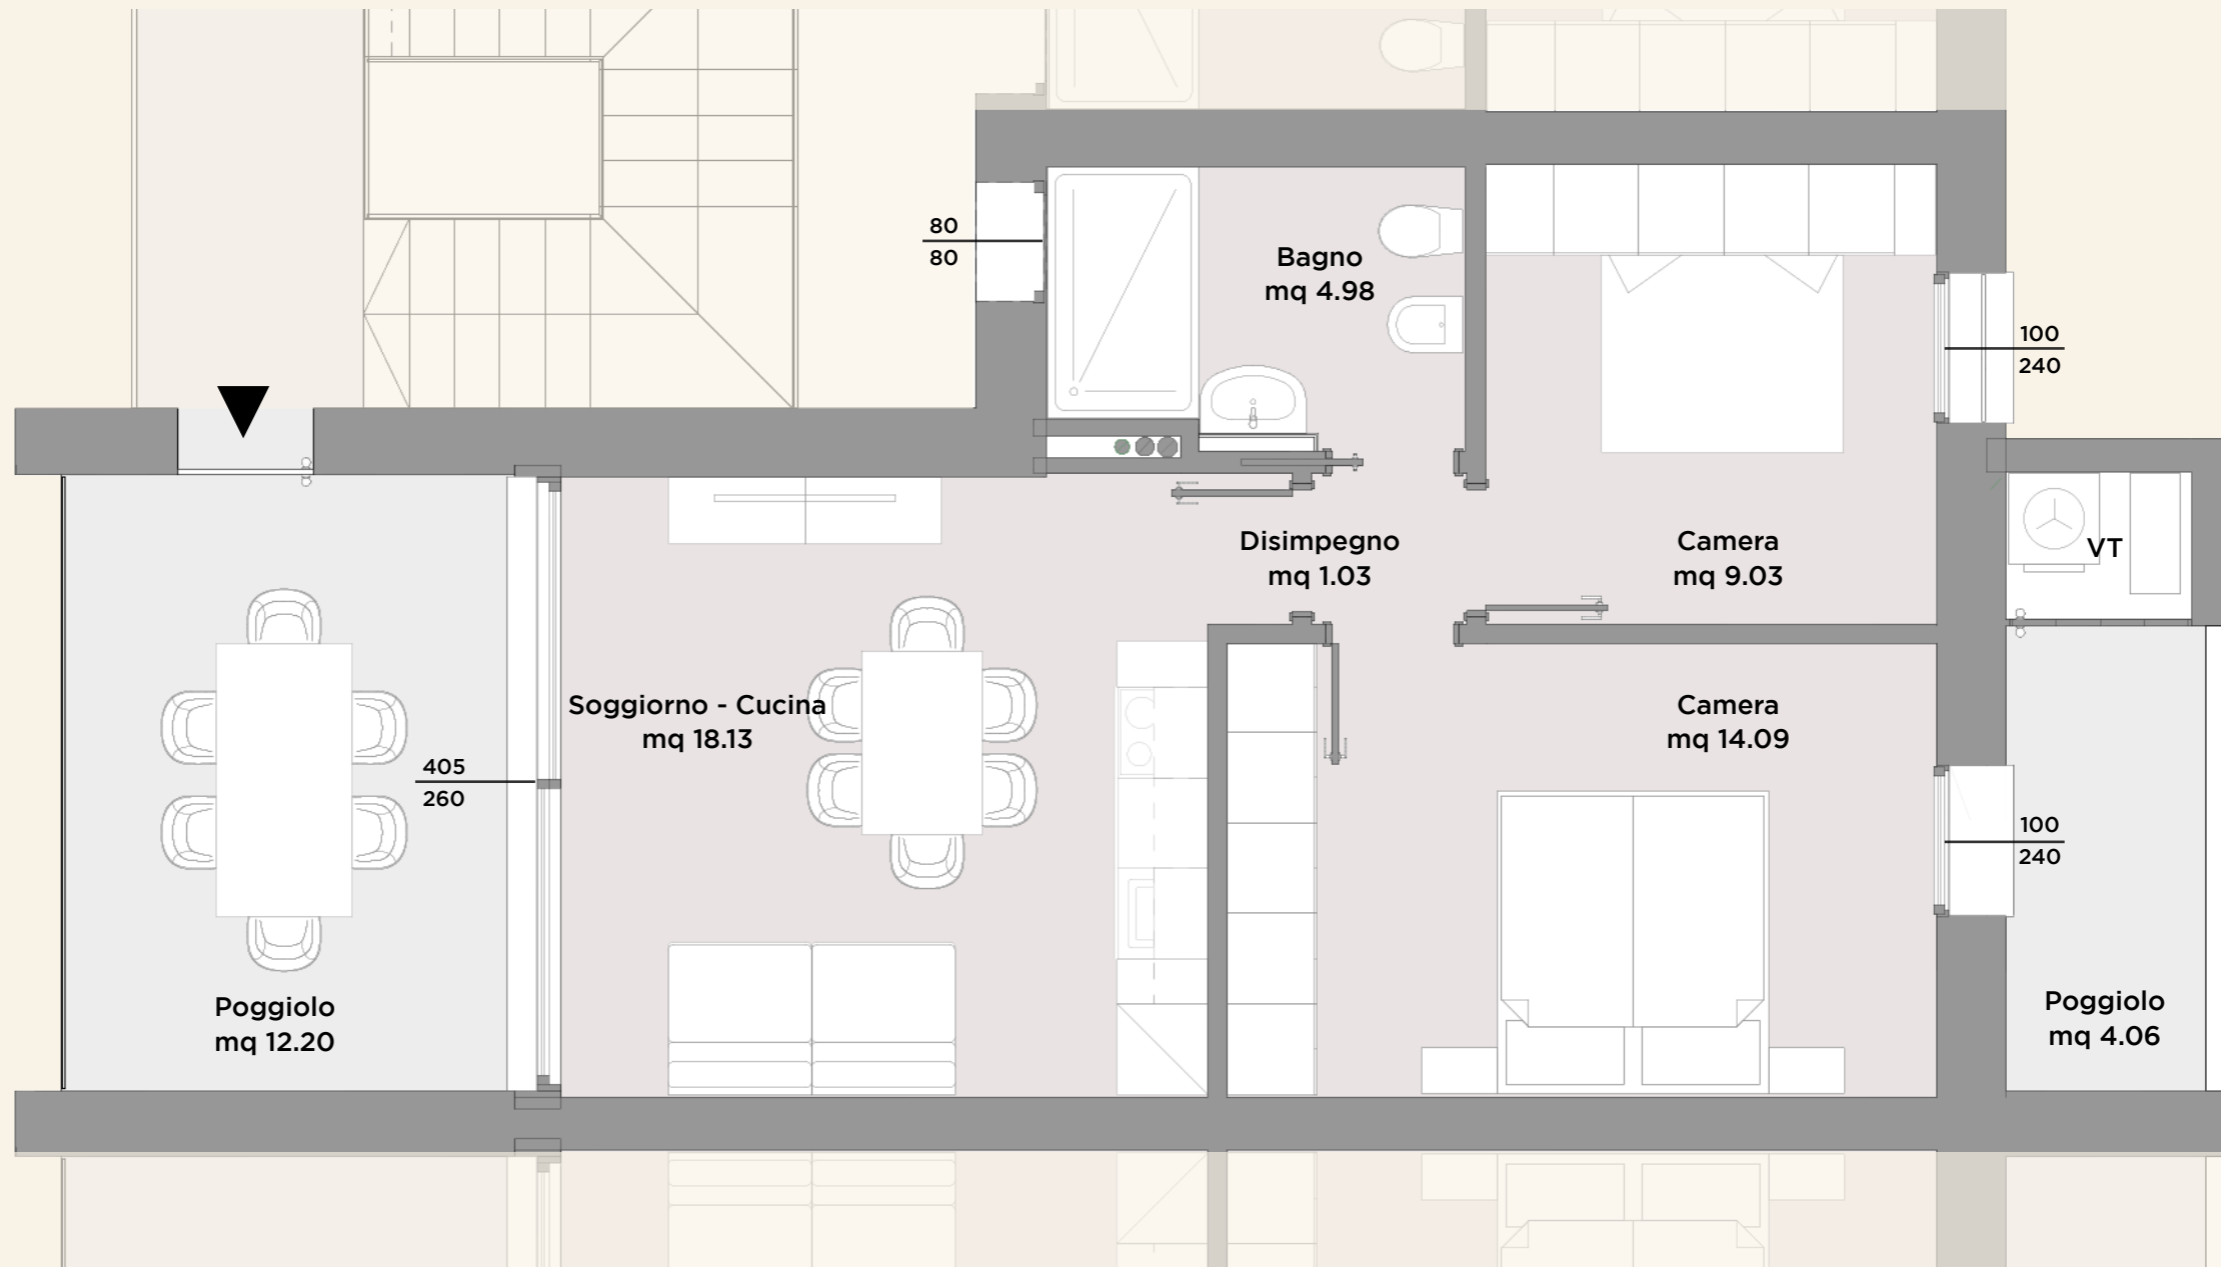 80
80
Bagno
mq 4.98
100
240
Disimpegno
mq 1.03
Camera
mq 9.03
VT
Soggiorno - Cucina
mq 18.13
Camera
mq 14.09
405
260
100
240
Poggiolo
mq 12.20
Poggiolo
mq 4.06